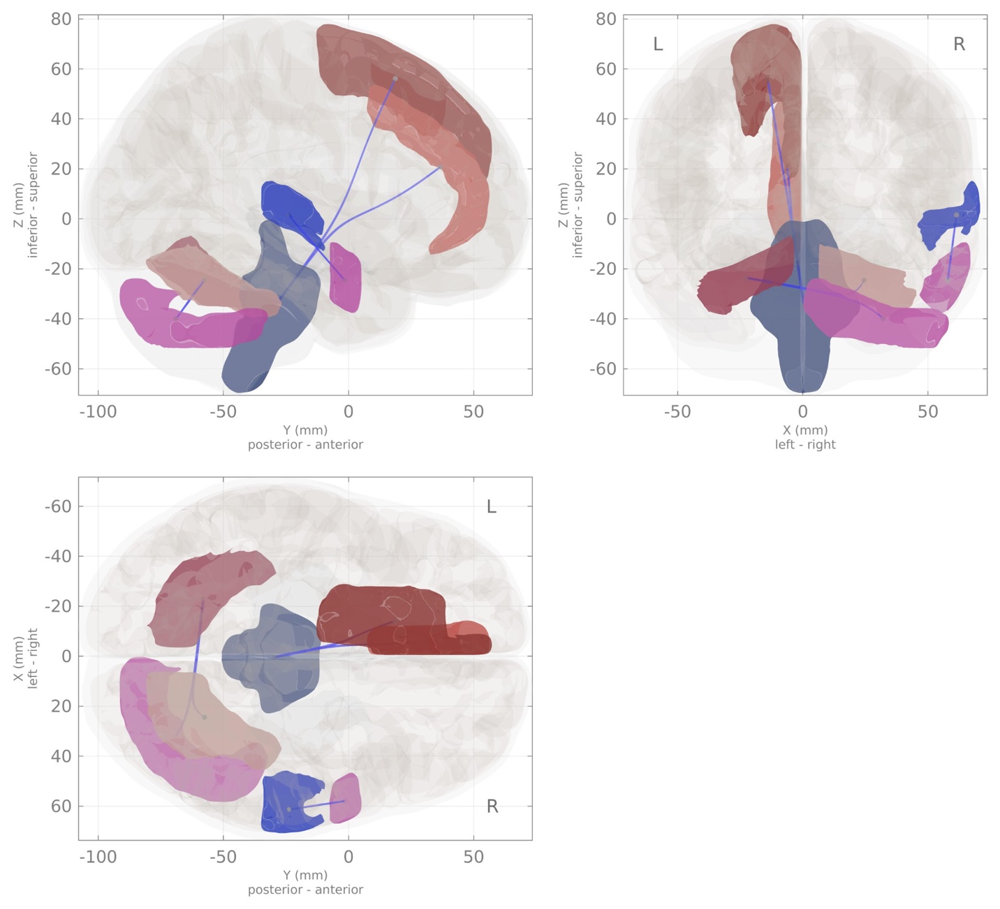 80
60
40
20
0
-20
-40
-60
-100
-50
0
50
Z (mm)
inferior - superior
Y (mm)
posterior - anterior
L
R
80
60
40
20
0
-20
-40
-60
-50
0
50
Z (mm)
inferior - superior
X (mm)
left - right
L
R
-60
-40
-20
0
20
40
60
-100
-50
0
50
X (mm)
left - right
Y (mm)
posterior - anterior